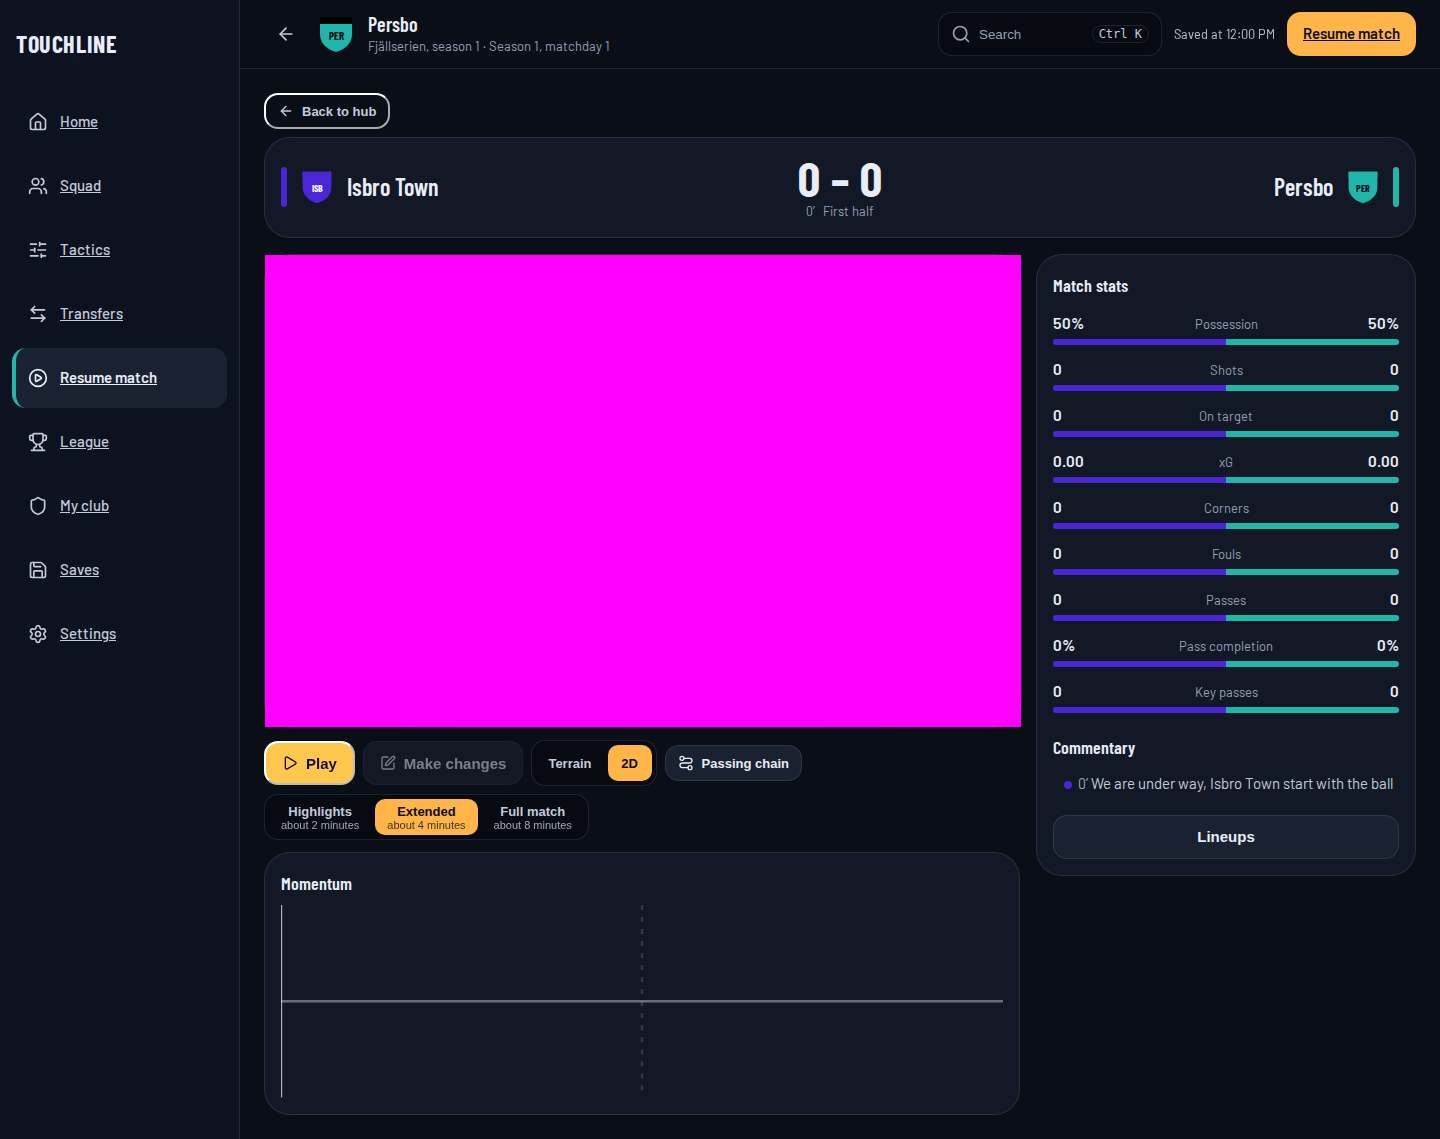 TOUCHLINE
Home
Squad
Tactics
Transfers
Resume match
League
My club
Saves
Settings
PER
Persbo
Fjällserien, season 1 · Season 1, matchday 1
Search
Ctrl K
Saved at 12:00 PM
Resume match
Back to hub
ISB
Isbro Town
0 – 0
0′ First half
Persbo
PER
Play
Make changes
Terrain
2D
Passing chain
Highlights
about 2 minutes
Extended
about 4 minutes
Full match
about 8 minutes
Momentum
Match stats
50% Possession 50%
0 Shots 0
0 On target 0
0.00 xG 0.00
0 Corners 0
0 Fouls 0
0 Passes 0
0% Pass completion 0%
0 Key passes 0
Commentary
0′ We are under way, Isbro Town start with the ball
Lineups